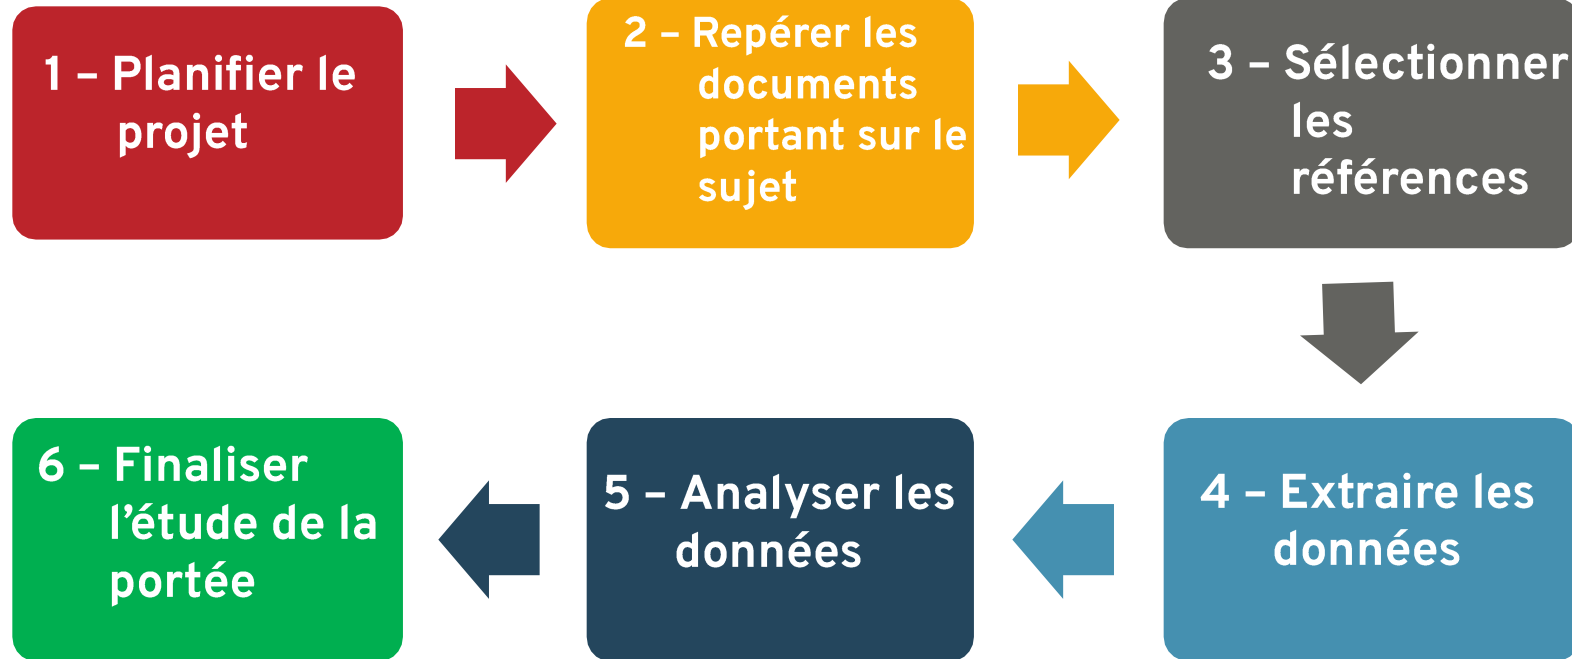 1 – Planifier le
projet
2 – Repérer les
documents
portant sur le
sujet
3 – Sélectionner
les
références
4 – Extraire les
données
5 – Analyser les
données
6 – Finaliser
l'étude de la
portée